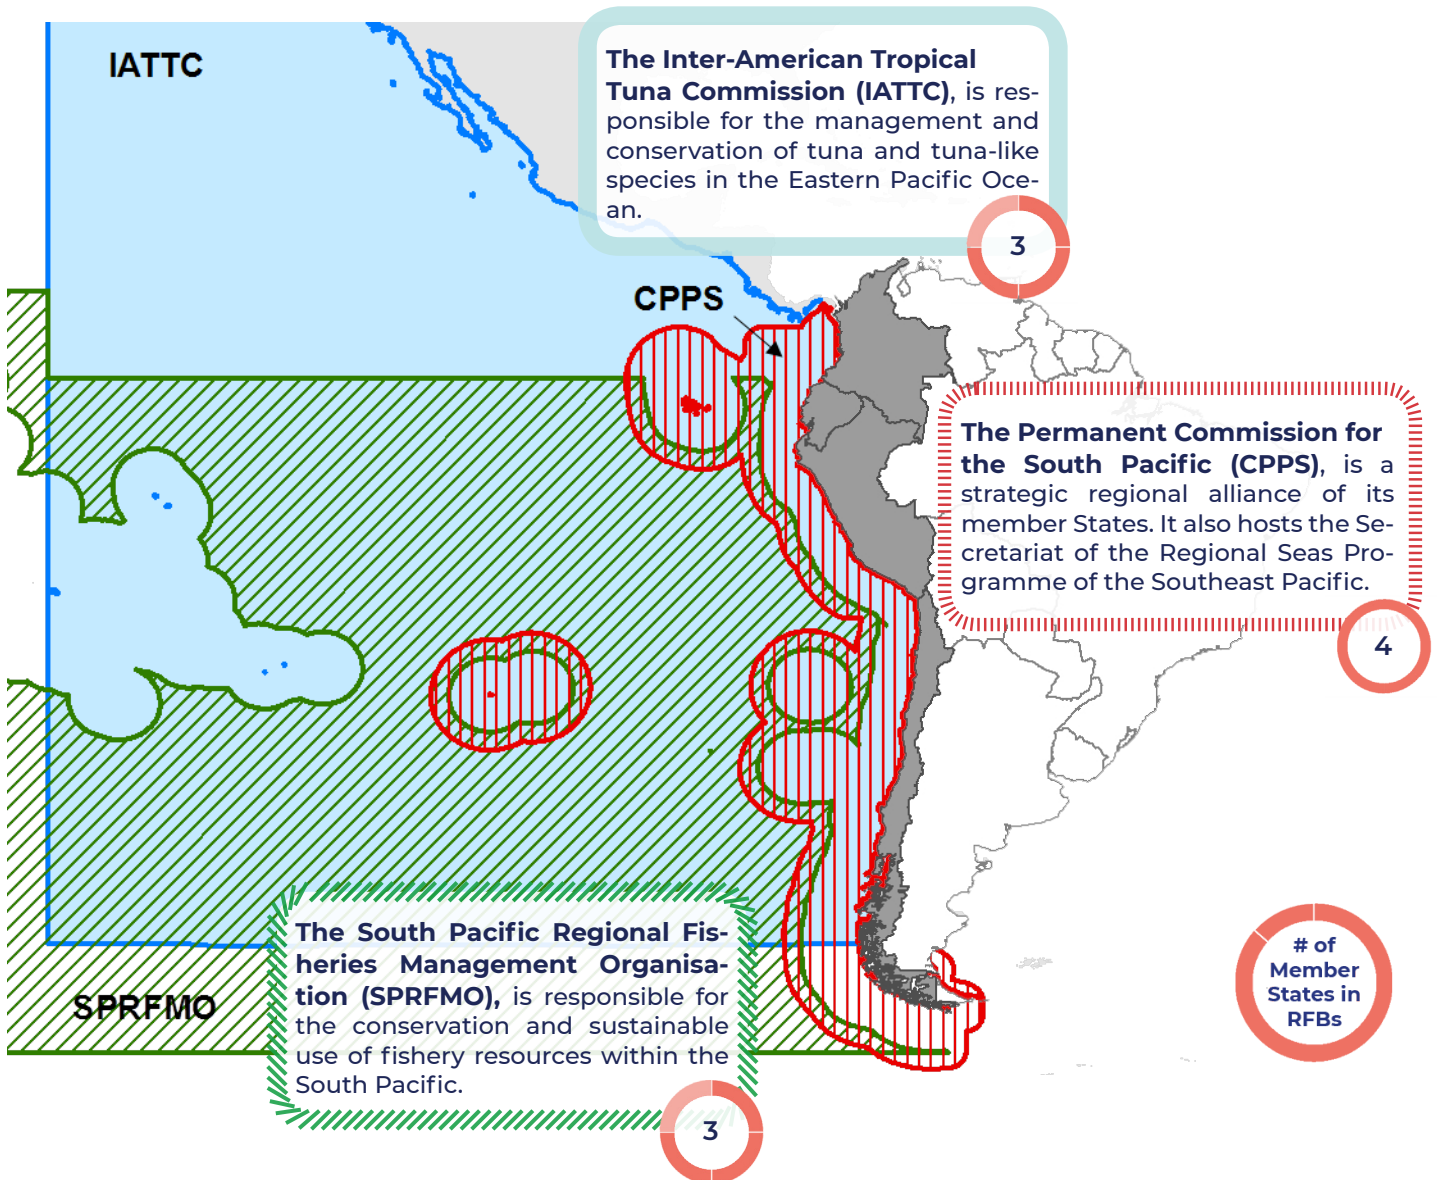 IATTC
The Inter-American Tropical
Tuna Commission (IATTC), is res-
ponsible for the management and
conservation of tuna and tuna-like
species in the Eastern Pacific Oce-
an.
3
CPPS
The Permanent Commission for
the South Pacific (CPPS), is a
strategic regional alliance of its
member States. It also hosts the Se-
cretariat of the Regional Seas Pro-
gramme of the Southeast Pacific.
4
The South Pacific Regional Fis-
heries Management Organisa-
tion (SPRFMO), is responsible for
the conservation and sustainable
use of fishery resources within the
South Pacific.
3
SPRFMO
# of
Member
States in
RFBs